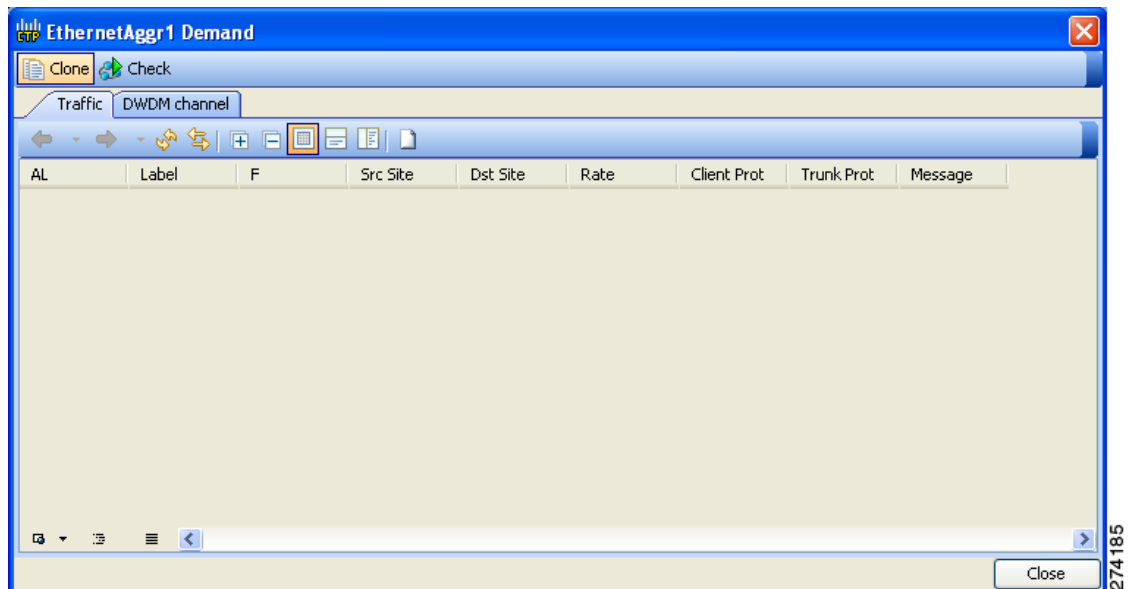 CTP EthernetAggr1 Demand
Clone Check
Traffic DWDM channel
AL Label F Src Site Dst Site Rate Client Prot Trunk Prot Message
Close
274185